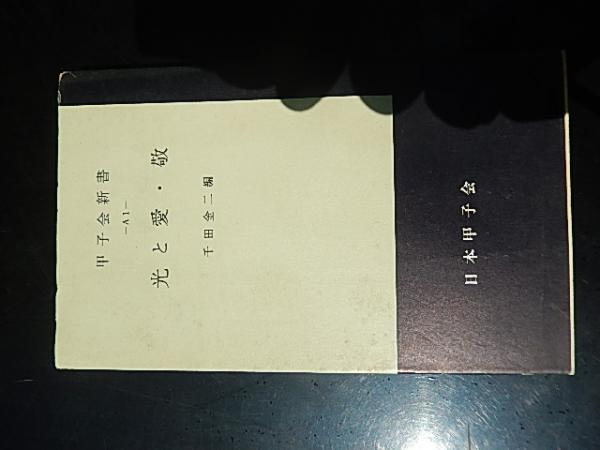 甲子会新書
—A1—
光と愛・敬
千田金二編
日本甲子会